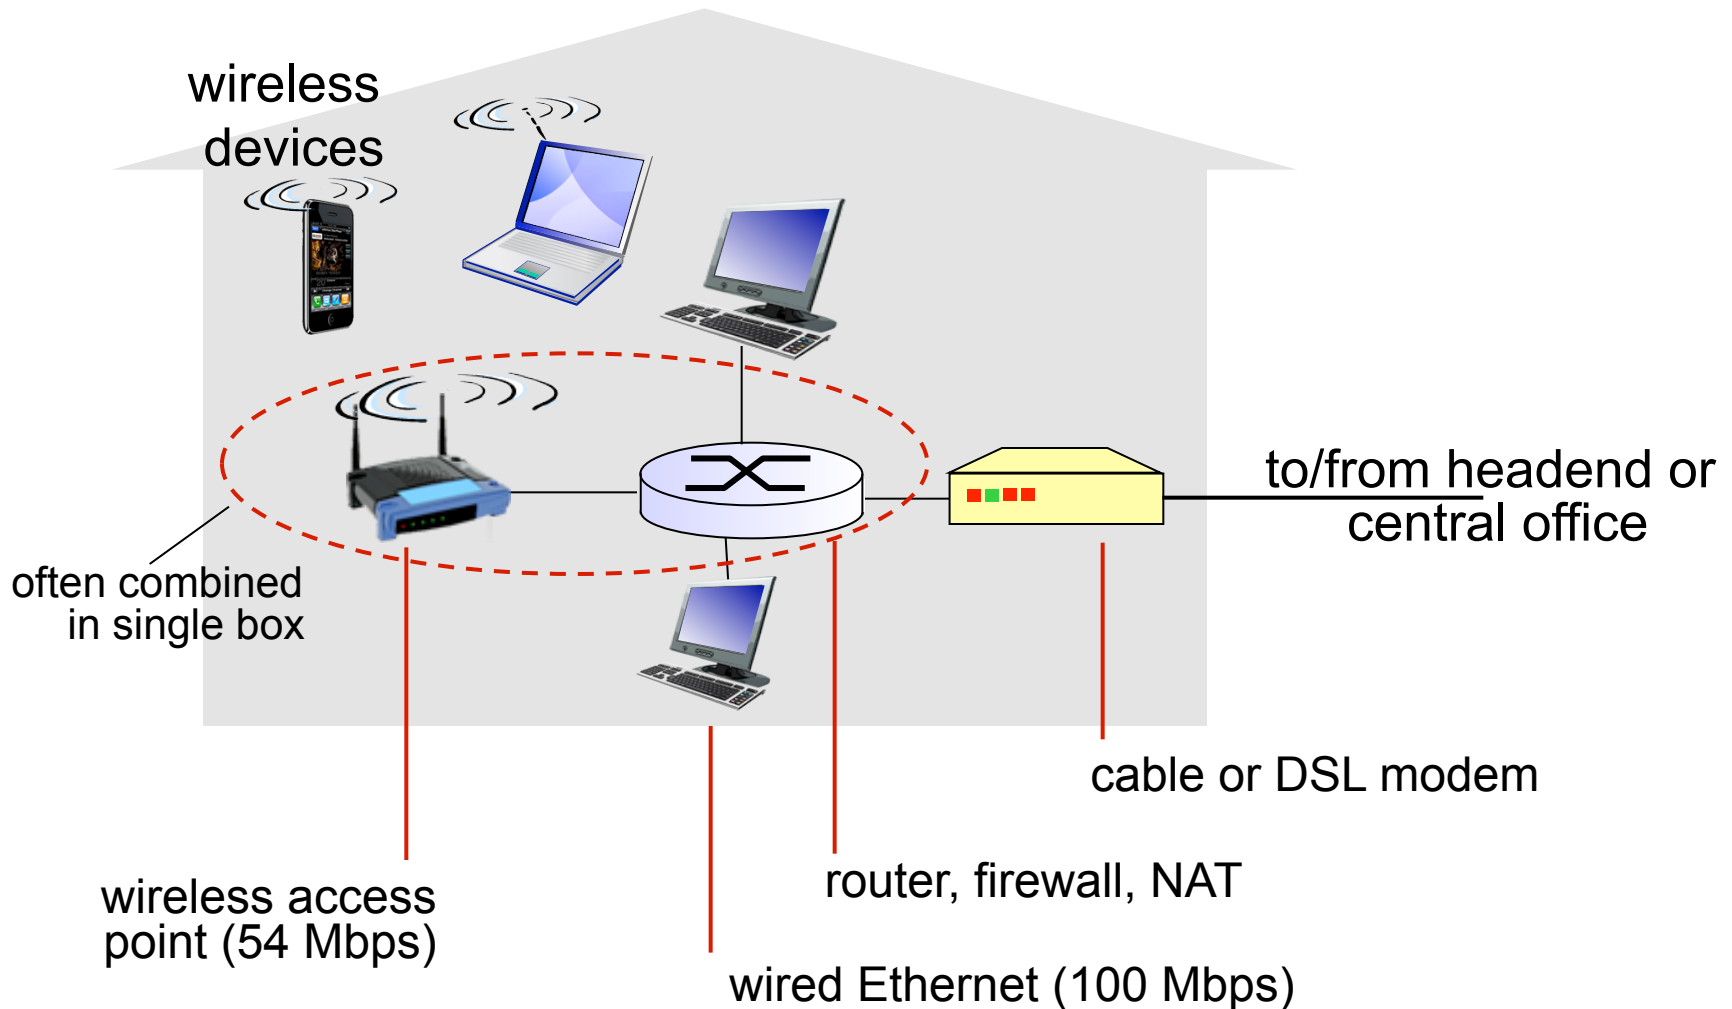 wireless
devices
to/from headend or
central office
often combined
in single box
cable or DSL modem
router, firewall, NAT
wireless access
point (54 Mbps)
wired Ethernet (100 Mbps)